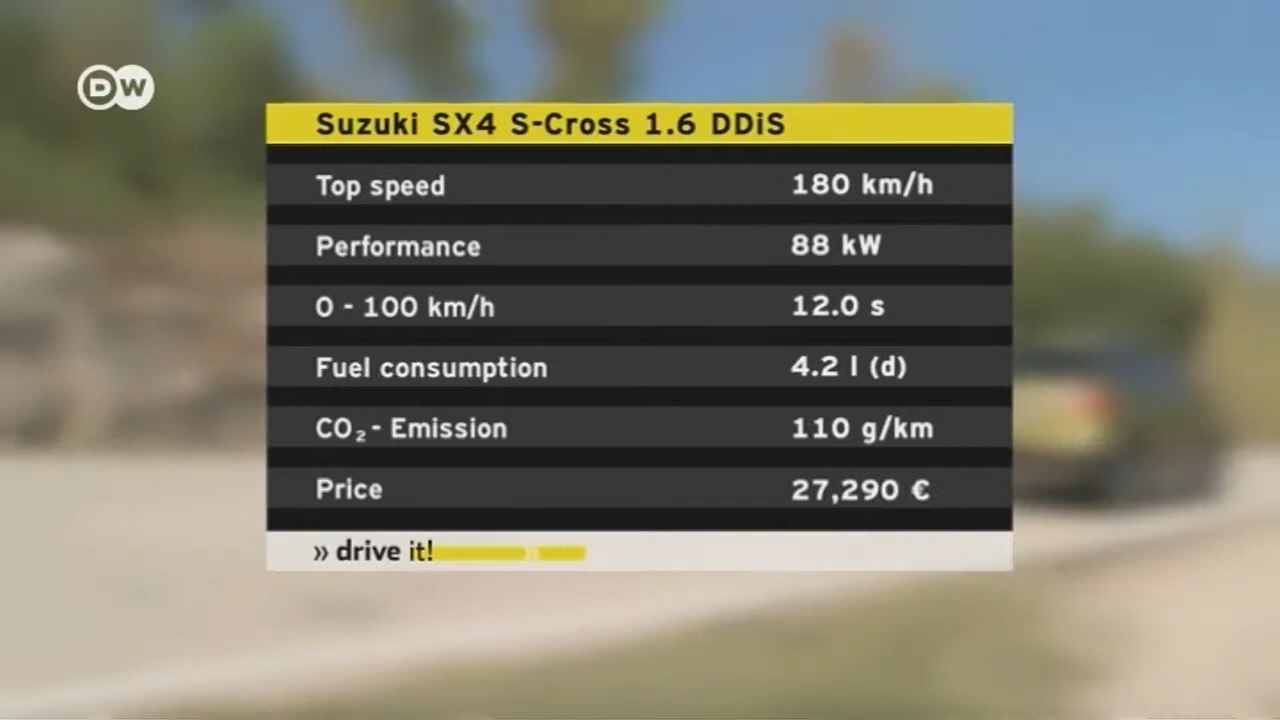 DW
Suzuki SX4 S-Cross 1.6 DDiS
Top speed 180 km/h
Performance 88 kW
0 - 100 km/h 12.0 s
Fuel consumption 4.2 l (d)
CO₂- Emission 110 g/km
Price 27,290 €
» drive it!